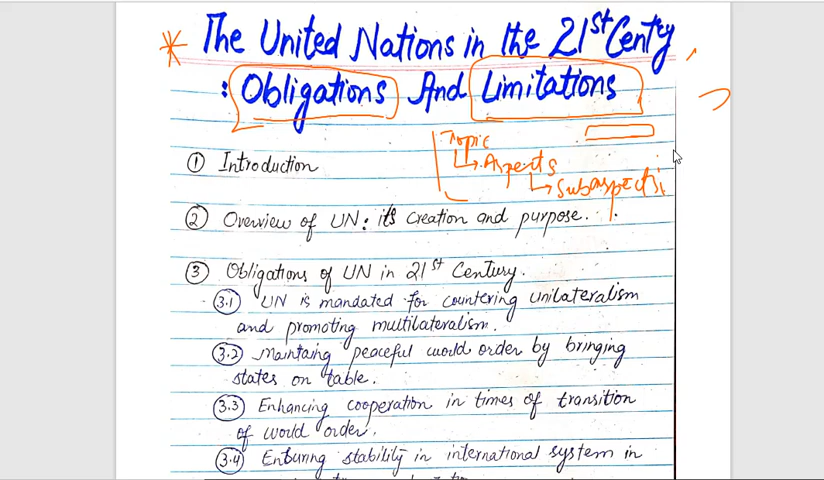 The United Nations in the 21st Centry
: Obligations And Limitations
Topic
① Introduction
Aspects
Subaspects
② Overview of UN: its creation and purpose.
③ Obligations of UN in 21st Century.
3.1 UN is mandated for countering unilateralism
and promoting multilateralism.
3.2 Maintaing peaceful world order by bringing
states on table.
3.3 Enhancing cooperation in times of transition
of world order.
3.4 Ensuring stability in international system in